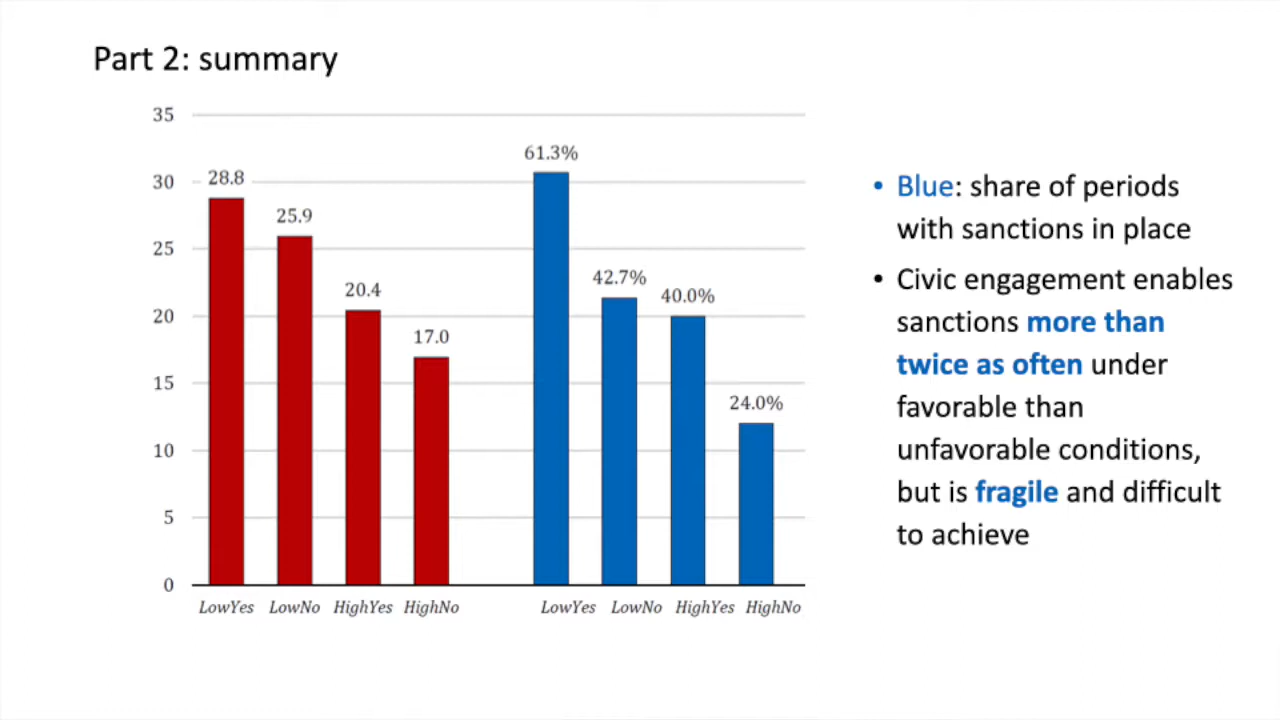 Part 2: summary
35
30
25
20
15
10
5
0
28.8
25.9
20.4
17.0
61.3%
42.7%
40.0%
24.0%
LowYes LowNo HighYes HighNo
LowYes LowNo HighYes HighNo
• Blue: share of periods
with sanctions in place
• Civic engagement enables
sanctions more than
twice as often under
favorable than
unfavorable conditions,
but is fragile and difficult
to achieve